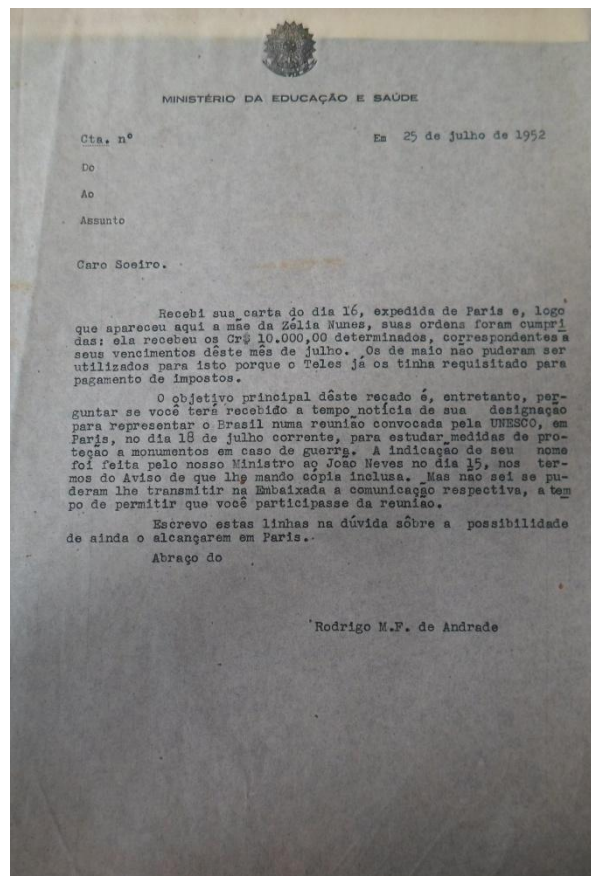 MINISTÉRIO DA EDUCAÇÃO E SAÚDE
Cta. nº
Em 25 de julho de 1952
Do
Ao
Assunto
Caro Soeiro.
Recebi sua carta do dia 16, expedida de Paris e, logo
que apareceu aqui a mãe da Zélia Nunes, suas ordens foram cumpri
das: ela recebeu os Cr$ 10.000,00 determinados, correspondentes a
seus vencimentos dêste mês de julho. Os de maio nao puderam ser
utilizados para isto porque o Teles já os tinha requisitado para
pagamento de impostos.
O objetivo principal dêste recado é, entretanto, per-
guntar se você terá recebido a tempo notícia de sua designação
para representar o Brasil numa reunião convocada pela UNESCO, em
Paris, no dia 18 de julho corrente, para estudar medidas de pro-
teção a monumentos em caso de guerra. A indicação de seu nome
foi feita pelo nosso Ministro ao João Neves no dia 15, nos ter-
mos do Aviso de que lhe mando cópia inclusa. Mas não sei se pu-
deram lhe transmitir na Embaixada a comunicação respectiva, a tem
po de permitir que você participasse da reunião.
Escrevo estas linhas na dúvida sôbre a possibilidade
de ainda o alcançarem em Paris.
Abraço do
Rodrigo M.F. de Andrade